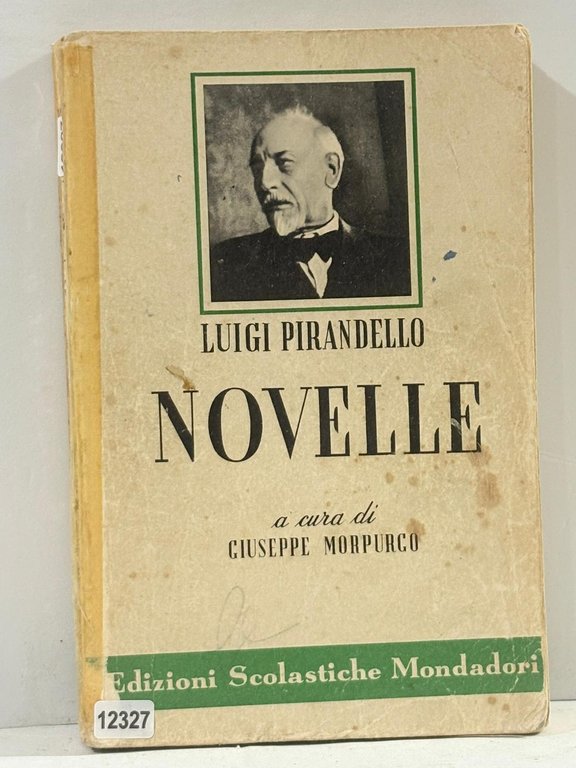 LUIGI PIRANDELLO
NOVELLE
a cura di
GIUSEPPE MORPURGO
Edizioni Scolastiche Mondadori
12327